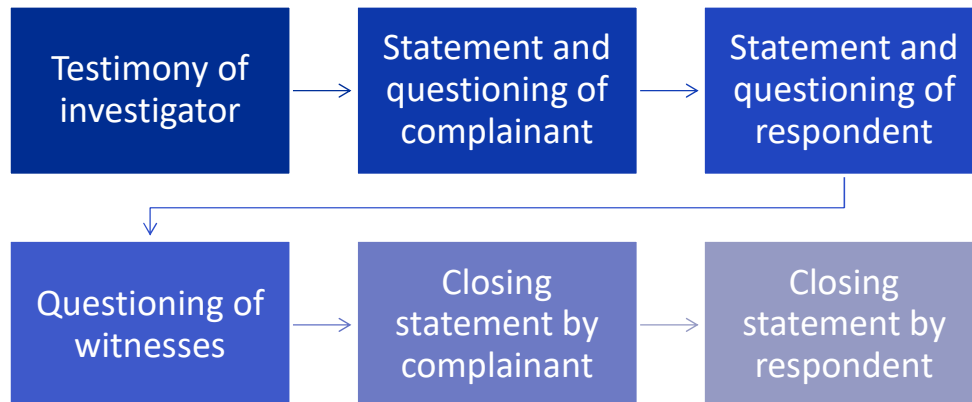 Testimony of
investigator
Statement and
questioning of
complainant
Statement and
questioning of
respondent
Questioning of
witnesses
Closing
statement by
complainant
Closing
statement by
respondent